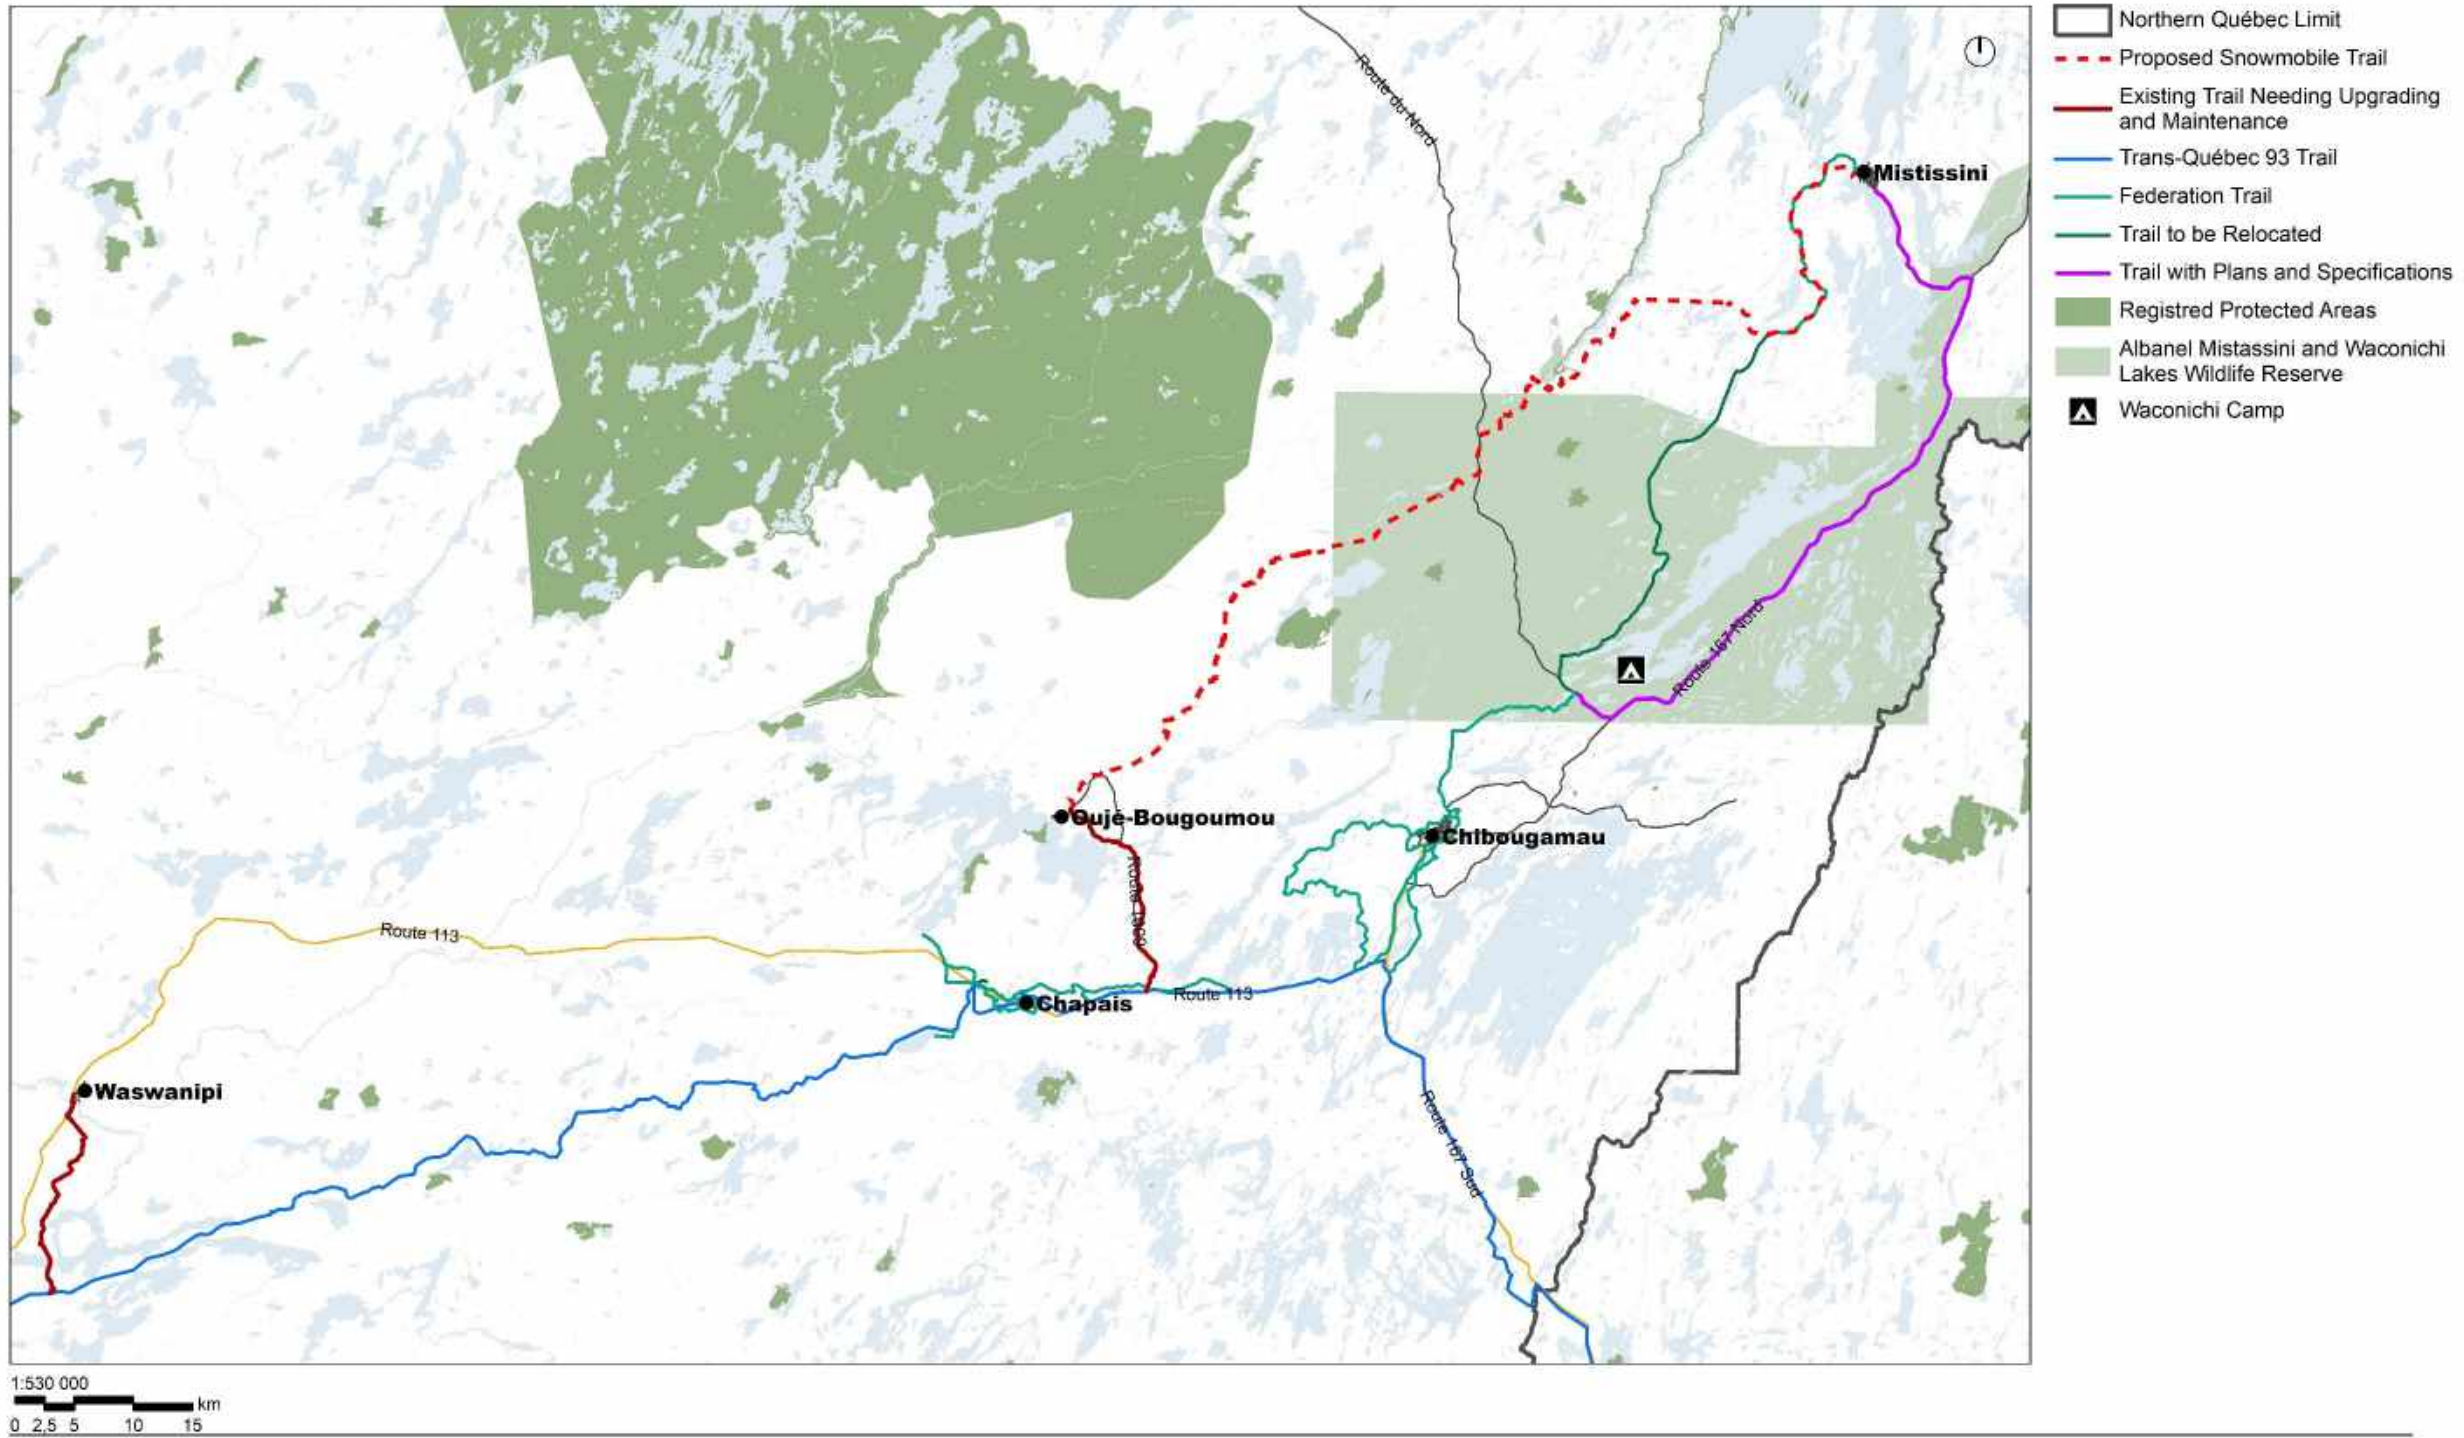 Northern Québec Limit
Proposed Snowmobile Trail
Existing Trail Needing Upgrading
and Maintenance
Trans-Québec 93 Trail
Federation Trail
Trail to be Relocated
Trail with Plans and Specifications
Registred Protected Areas
Albanel Mistassini and Waconichi
Lakes Wildlife Reserve
Waconichi Camp
Route du Nord
Mistissini
Route 167 Nord
Oujé-Bougoumou
Chibougamau
Route
Route 113
Route 113
Chapais
Waswanipi
Route 167 Sud
1:530 000
km
0 2,5 5 10 15